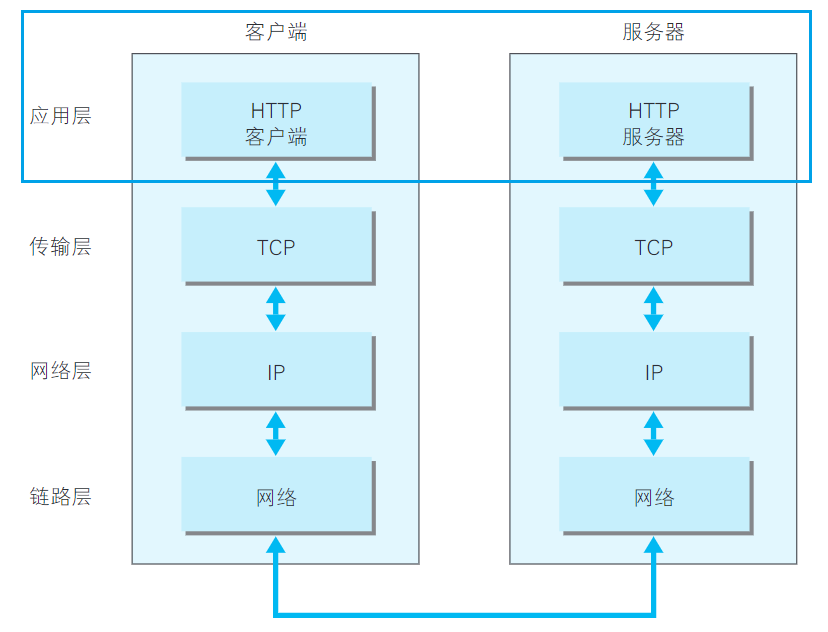 客户端 服务器
应用层
HTTP
客户端
HTTP
服务器
传输层 TCP TCP
网络层 IP IP
链路层 网络 网络